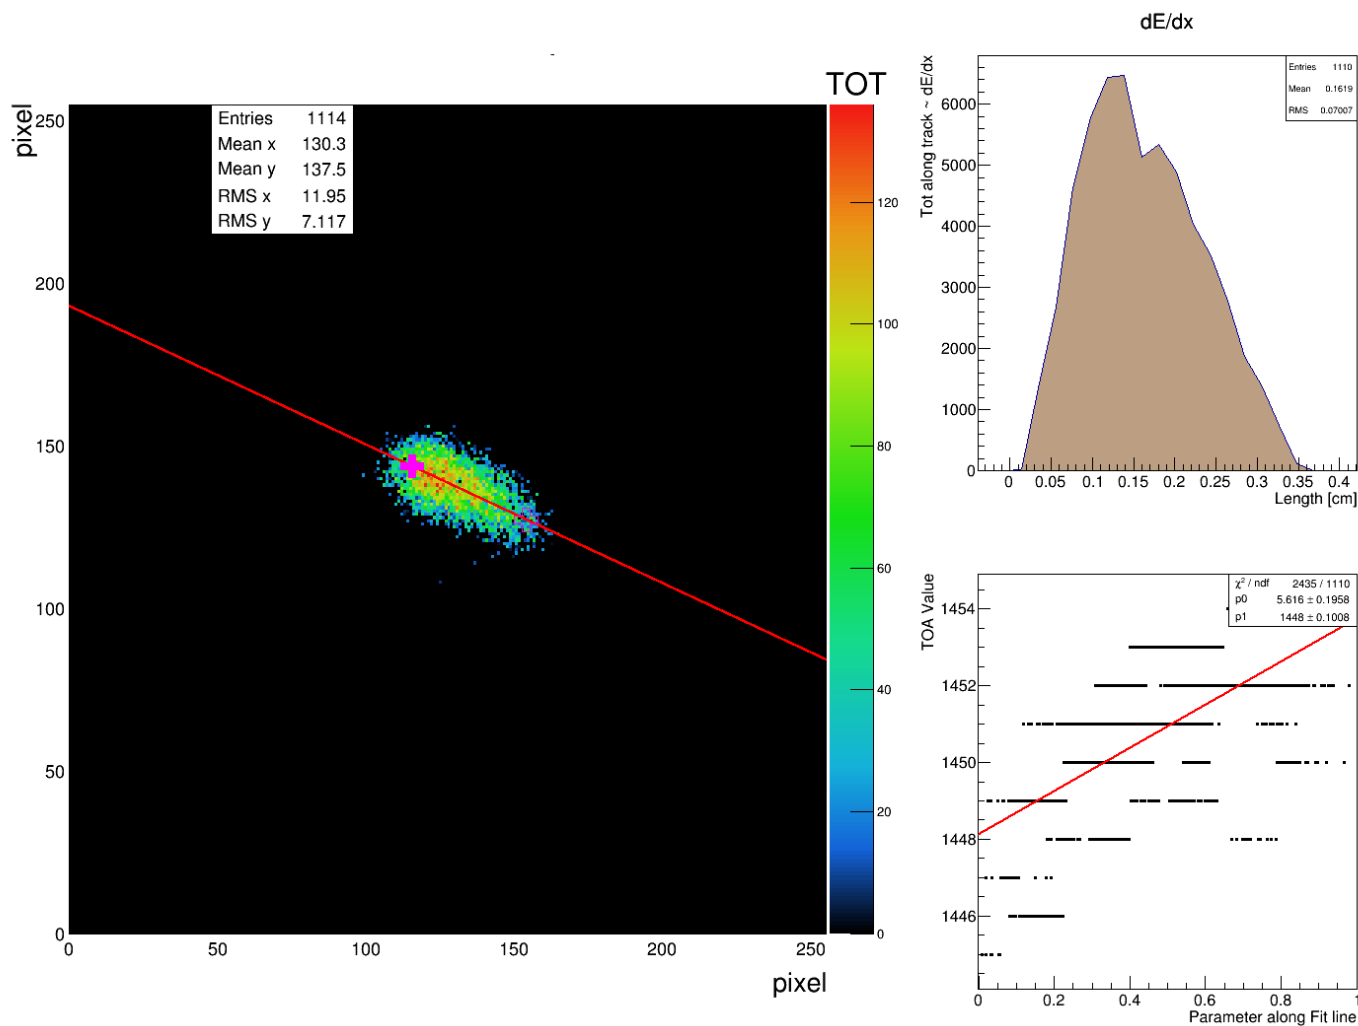 TOT
pixel
250
200
150
100
50
0
Entries 1114
Mean x 130.3
Mean y 137.5
RMS x 11.95
RMS y 7.117
120
100
80
60
40
20
0
0 50 100 150 200 250
pixel
dE/dx
Tot along track ~ dE/dx
6000
5000
4000
3000
2000
1000
0
Entries 1110
Mean 0.1619
RMS 0.07007
0 0.05 0.1 0.15 0.2 0.25 0.3 0.35 0.4
Length [cm]
TOA Value
1454
1452
1450
1448
1446
χ² / ndf 2435 / 1110
p0 5.616 ± 0.1958
p1 1448 ± 0.1008
0 0.2 0.4 0.6 0.8 1
Parameter along Fit line